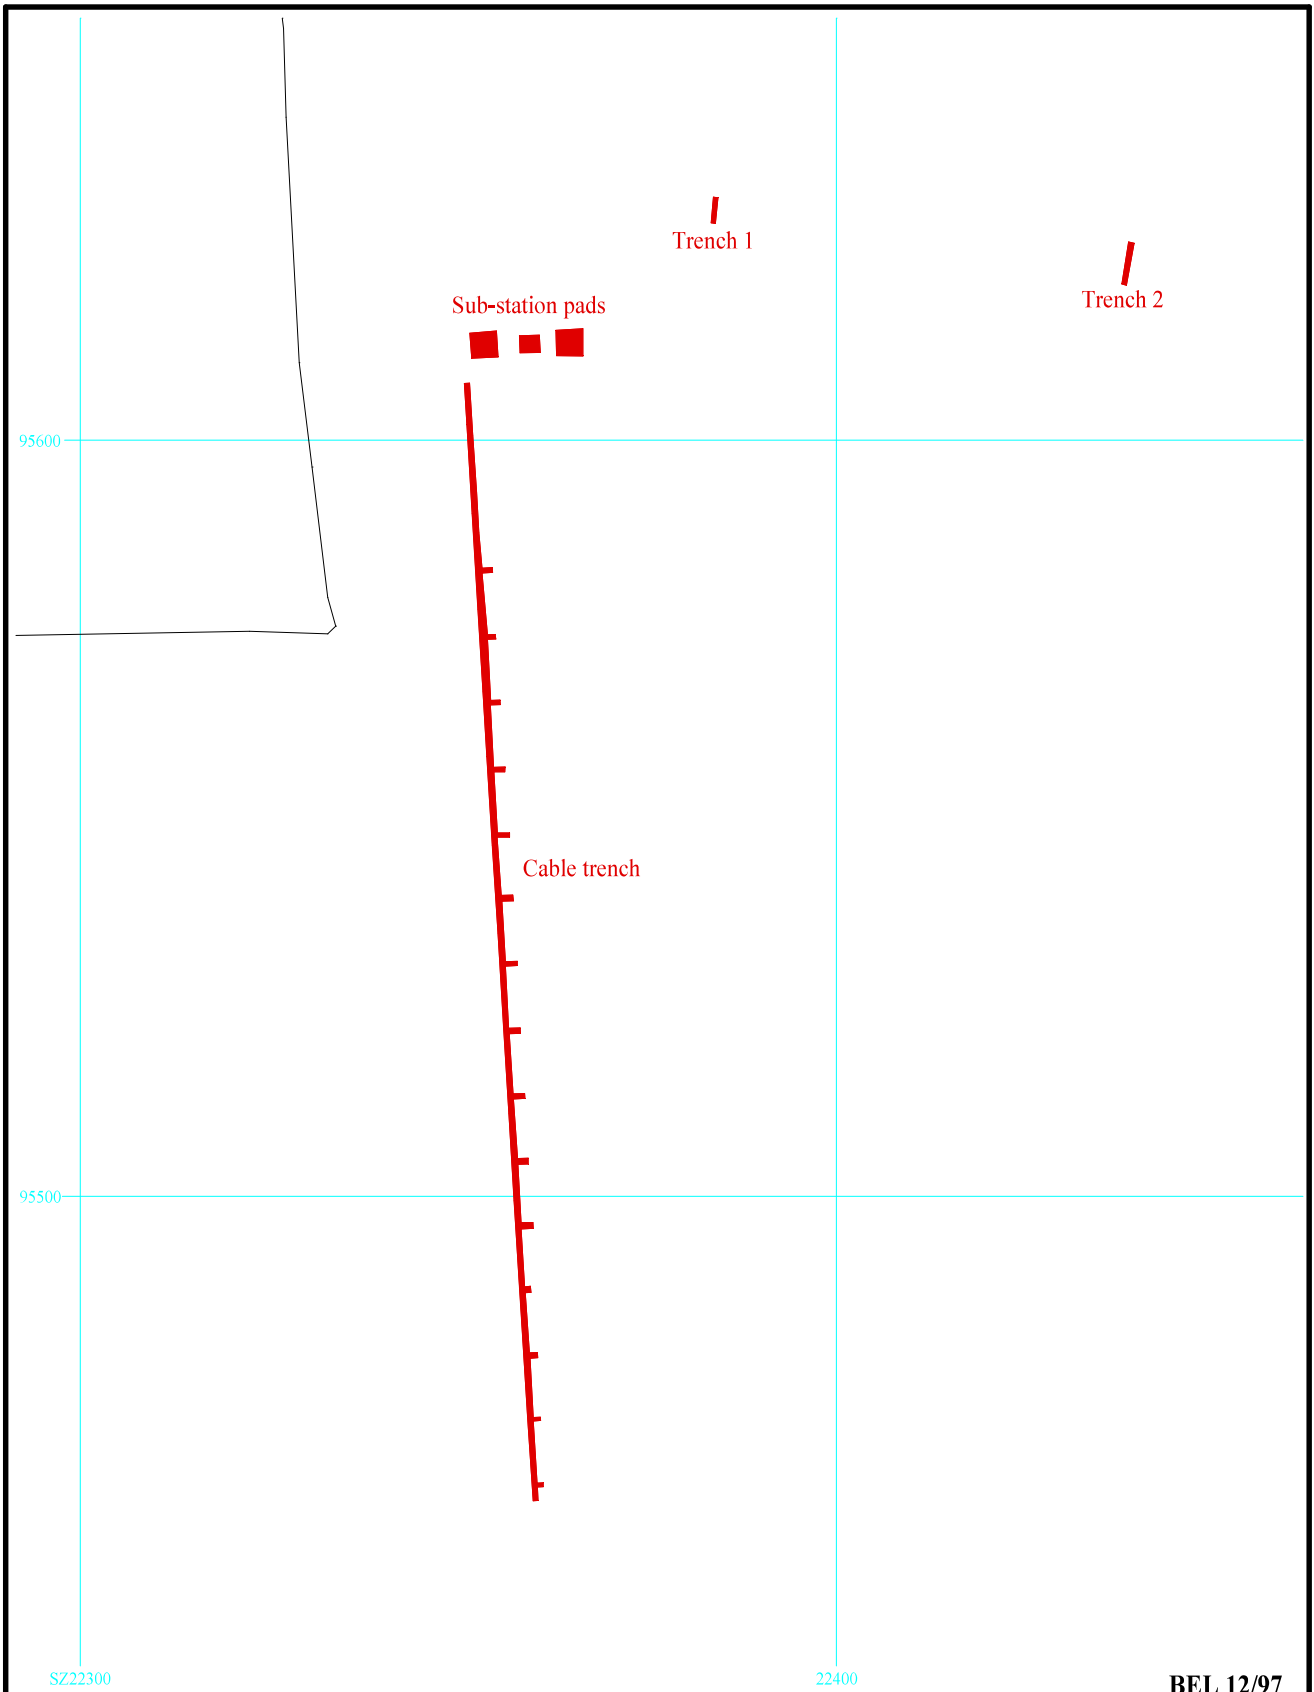 Trench 1
Trench 2
Sub-station pads
95600
Cable trench
95500
SZ22300
22400
BEL 12/97